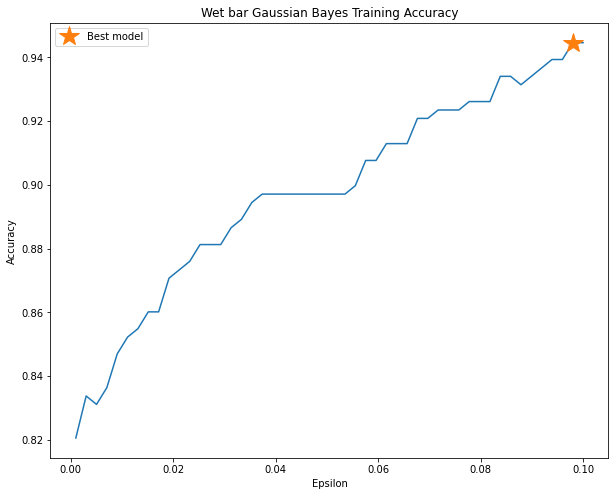 Wet bar Gaussian Bayes Training Accuracy
Best model
Accuracy
0.94
0.92
0.90
0.88
0.86
0.84
0.82
0.00 0.02 0.04 0.06 0.08 0.10
Epsilon